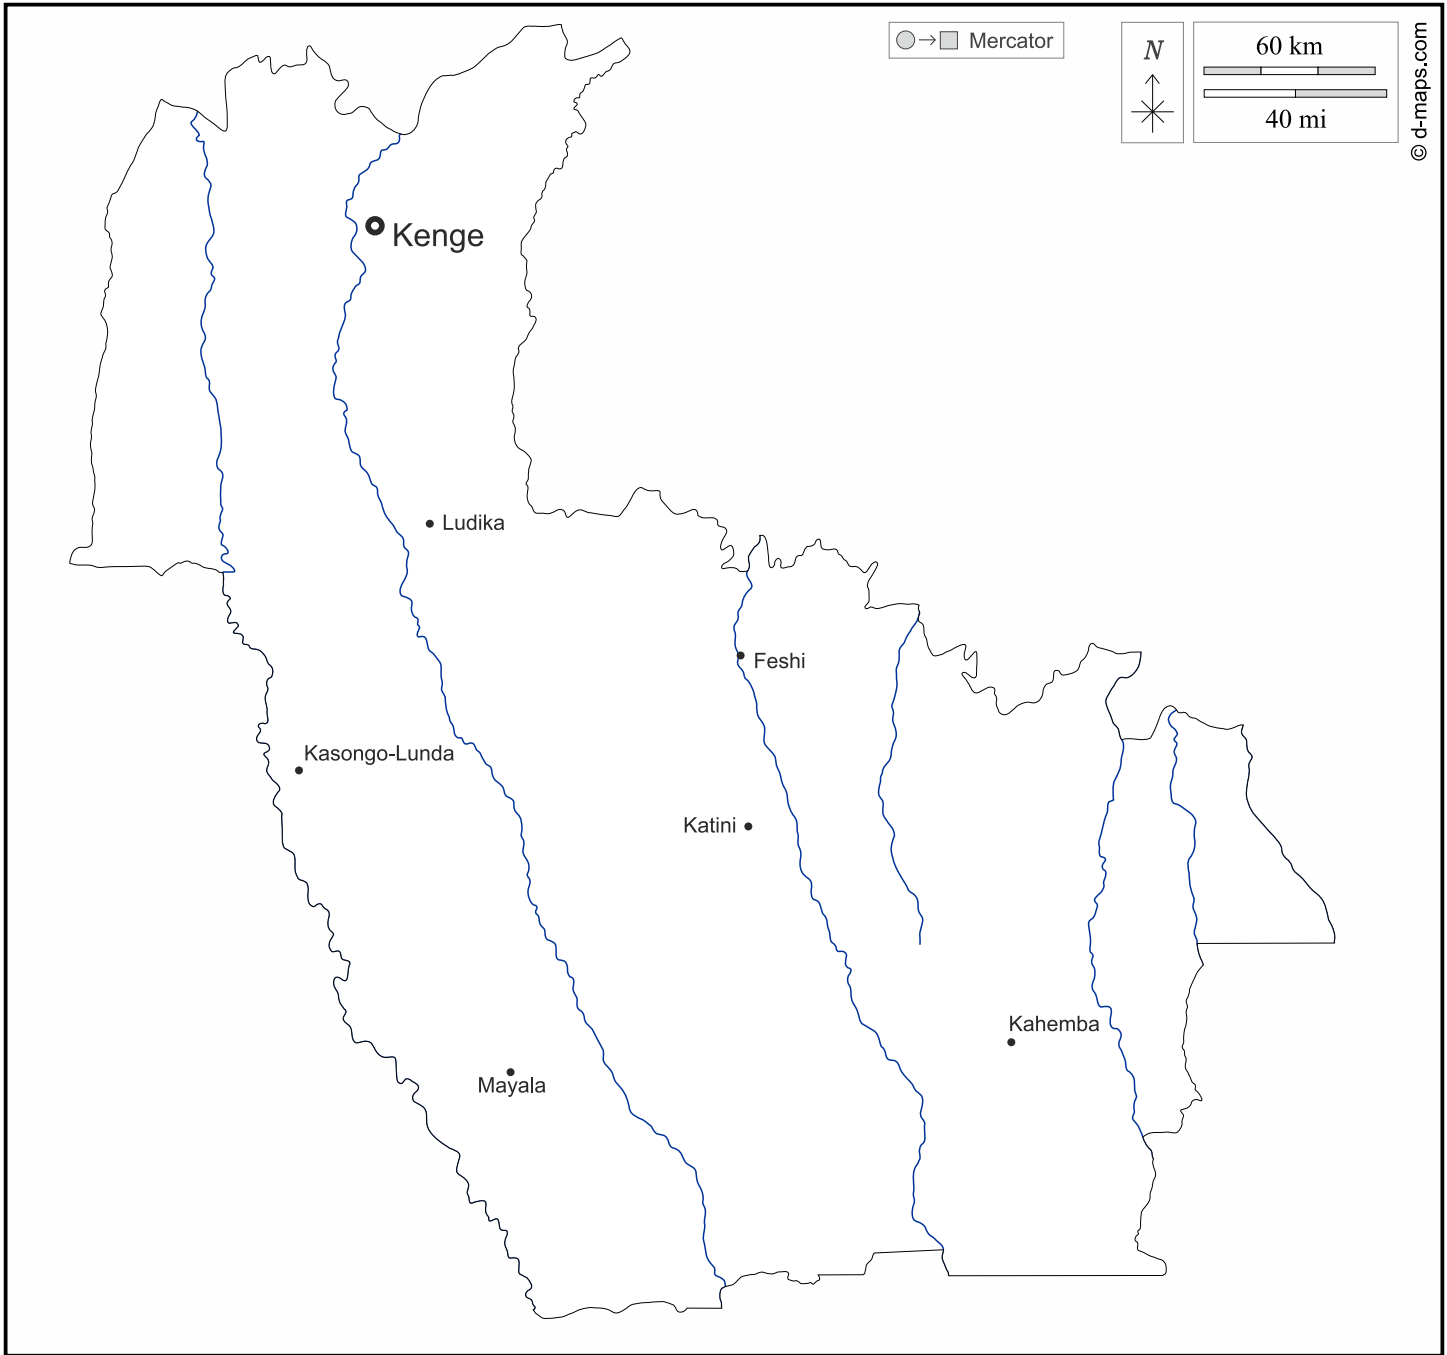 Mercator
N
60 km
40 mi
© d-maps.com
Kenge
Ludika
Feshi
Kasongo-Lunda
Katini
Kahemba
Mayala